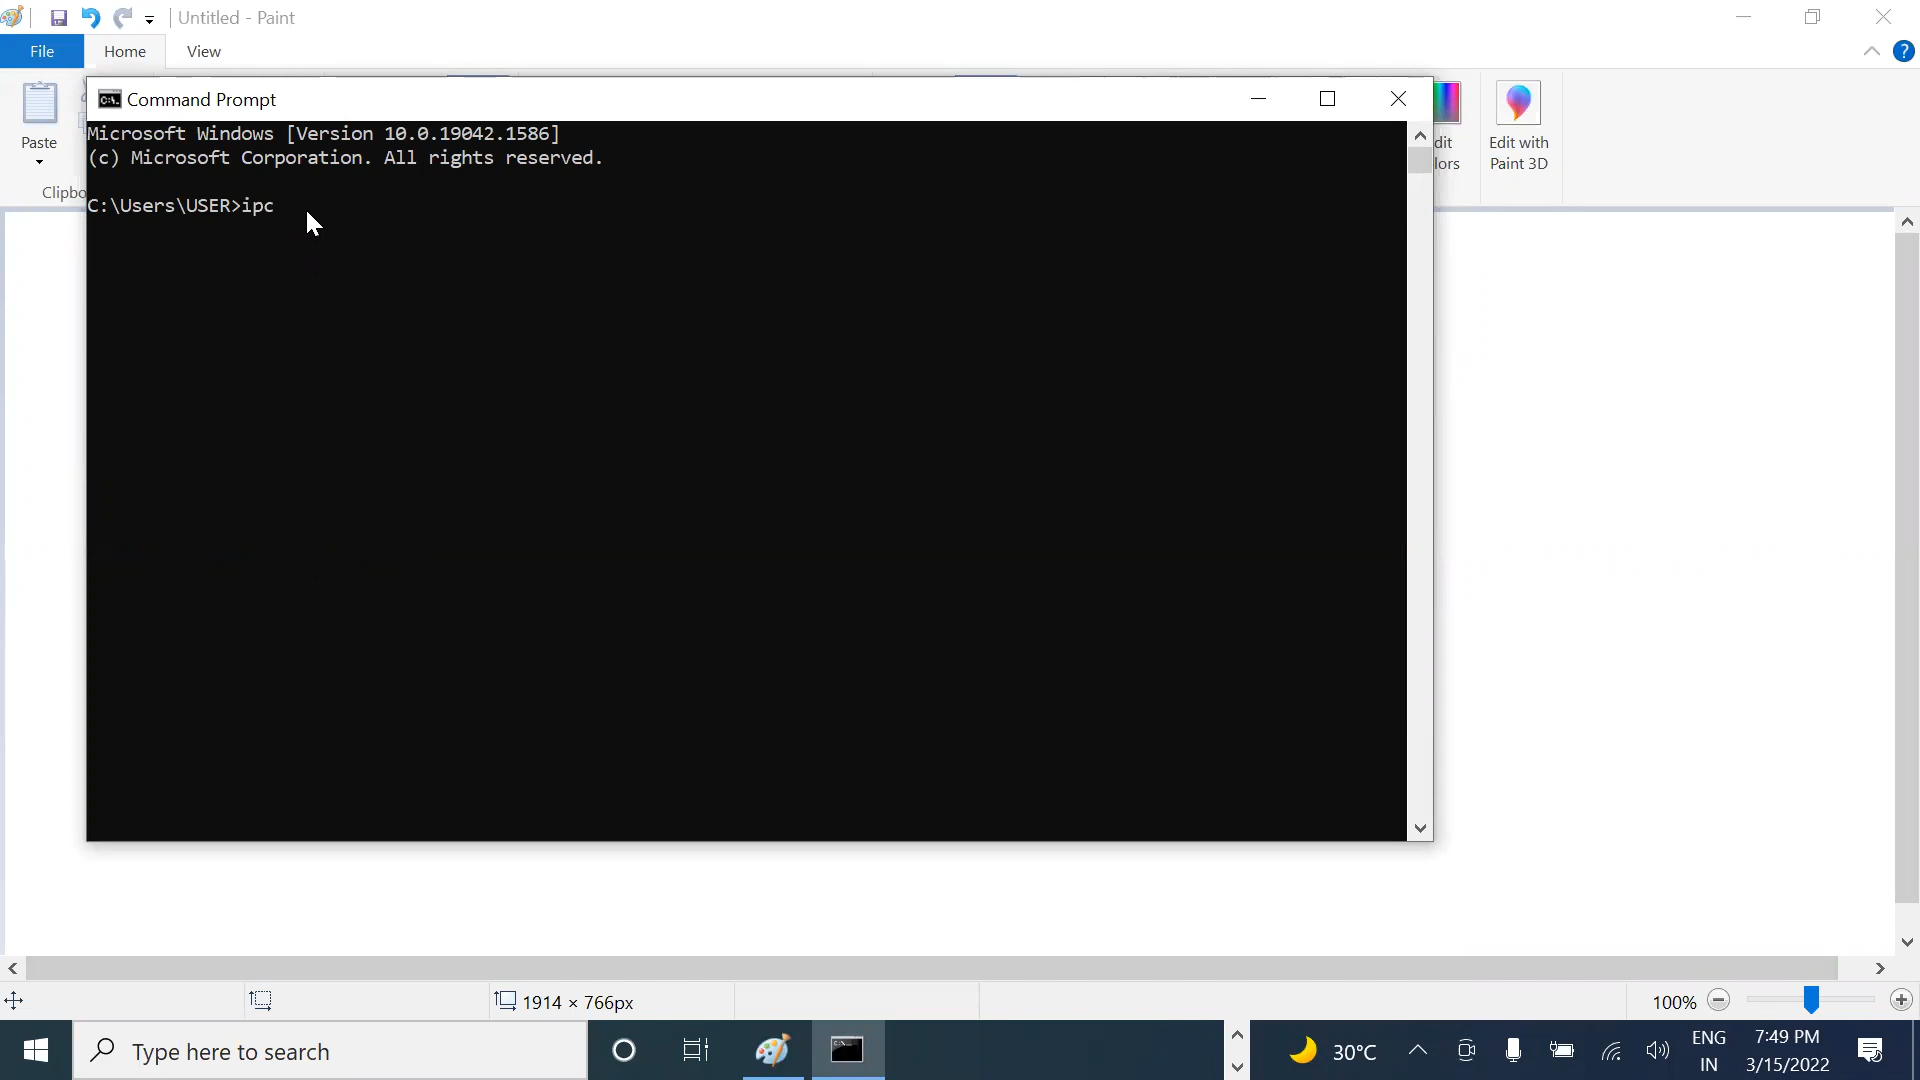 Untitled - Paint
File Home View
Command Prompt
Paste
Clipbo
dit
lors
Edit with
Paint 3D
Microsoft Windows [Version 10.0.19042.1586]
(c) Microsoft Corporation. All rights reserved.
C:\Users\USER>ipc
1914 × 766px
100%
Type here to search
30°C
ENG
IN
7:49 PM
3/15/2022